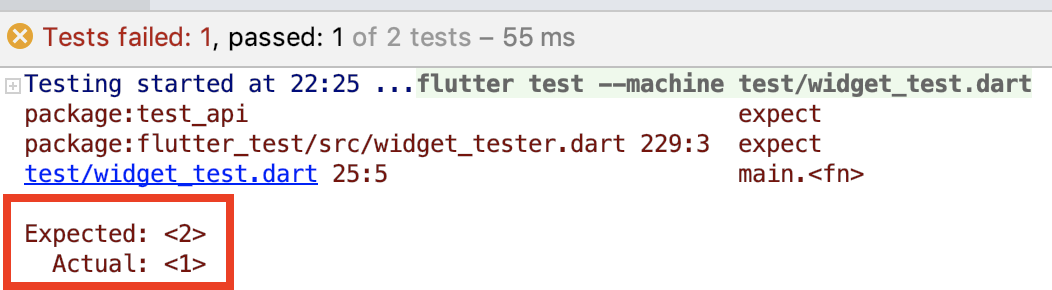 Tests failed: 1, passed: 1 of 2 tests – 55 ms
Testing started at 22:25 ...flutter test --machine test/widget_test.dart
package:test_api expect
package:flutter_test/src/widget_tester.dart 229:3 expect
test/widget_test.dart 25:5 main.<fn>
Expected: <2>
Actual: <1>